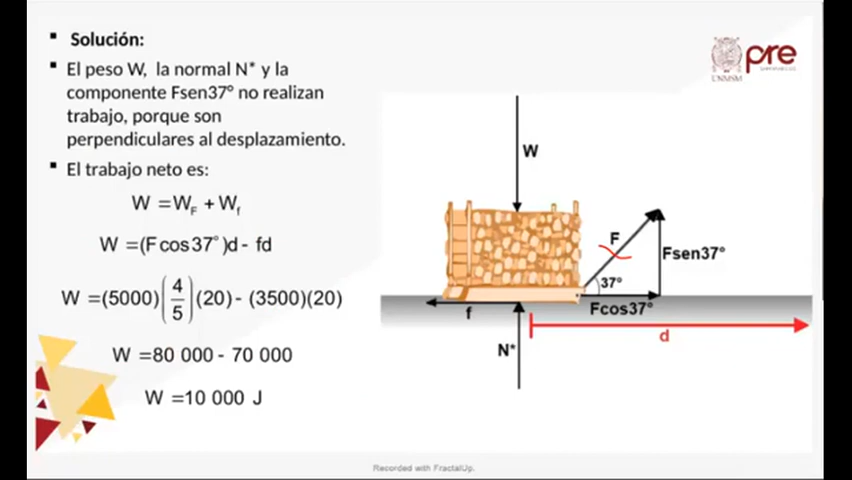 Solución:
El peso W, la normal N* y la
componente Fsen37° no realizan
trabajo, porque son
perpendiculares al desplazamiento.
El trabajo neto es:
W =W_F + W_f
W =(F cos37°)d - fd
W =(5000)(4/5)(20) - (3500)(20)
W =80 000 - 70 000
W =10 000 J
pre
UNMSM
W
F
Fsen37°
37°
Fcos37°
f
d
N*
Recorded with FractalUp.